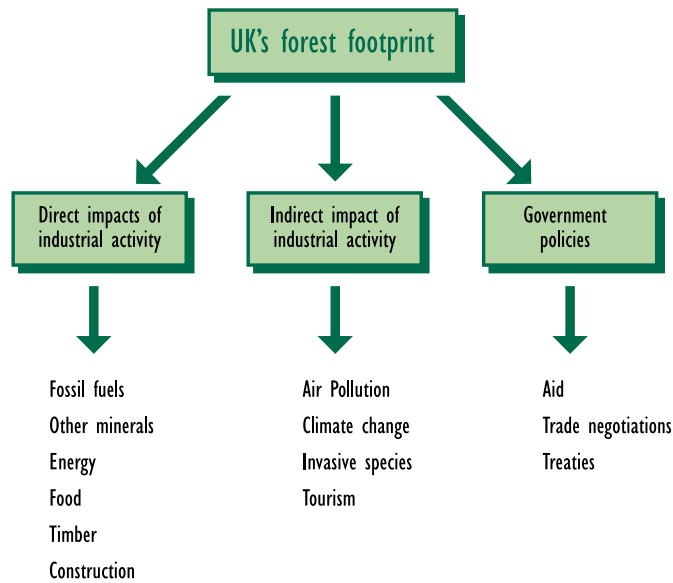 UK's forest footprint
Direct impacts of
industrial activity
Indirect impact of
industrial activity
Government
policies
Fossil fuels
Other minerals
Energy
Food
Timber
Construction
Air Pollution
Climate change
Invasive species
Tourism
Aid
Trade negotiations
Treaties